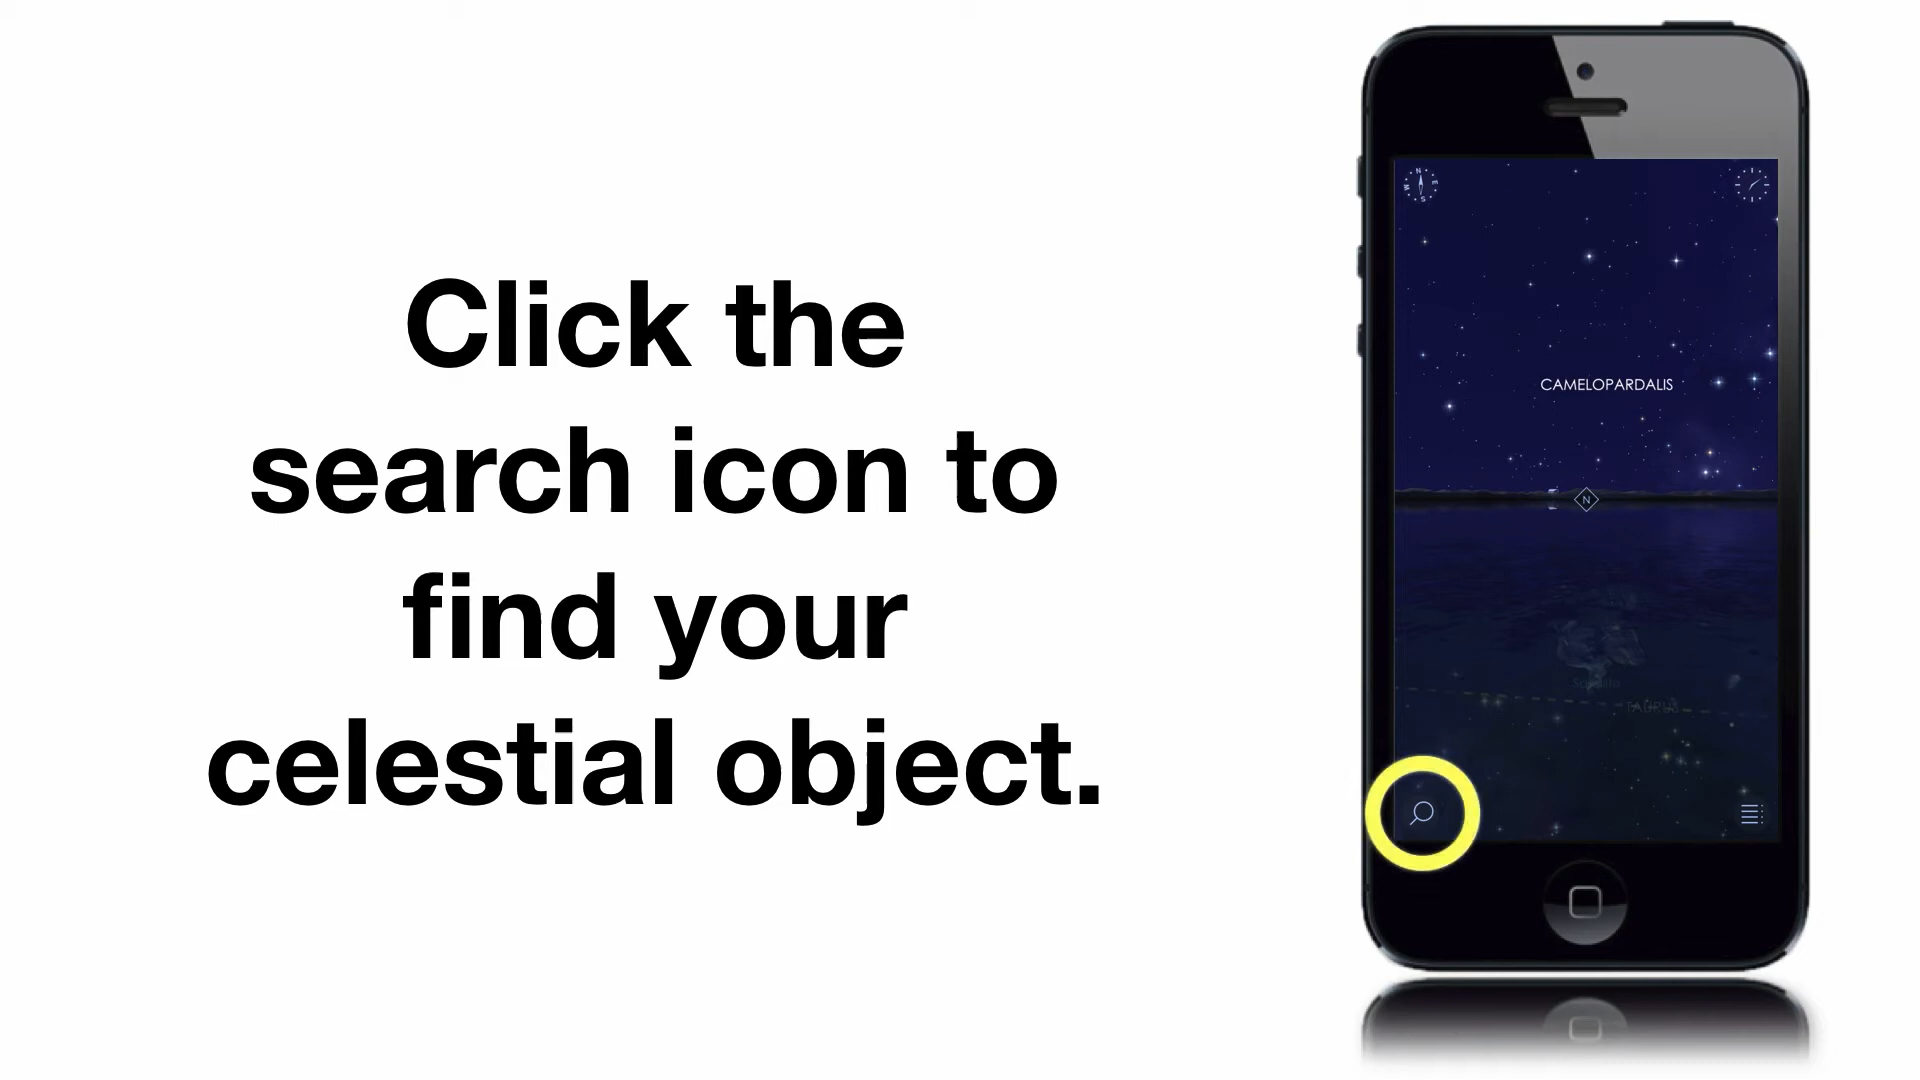 Click the
search icon to
find your
celestial object.
N
E
S
W
CAMELOPARDALIS
N
TAURUS